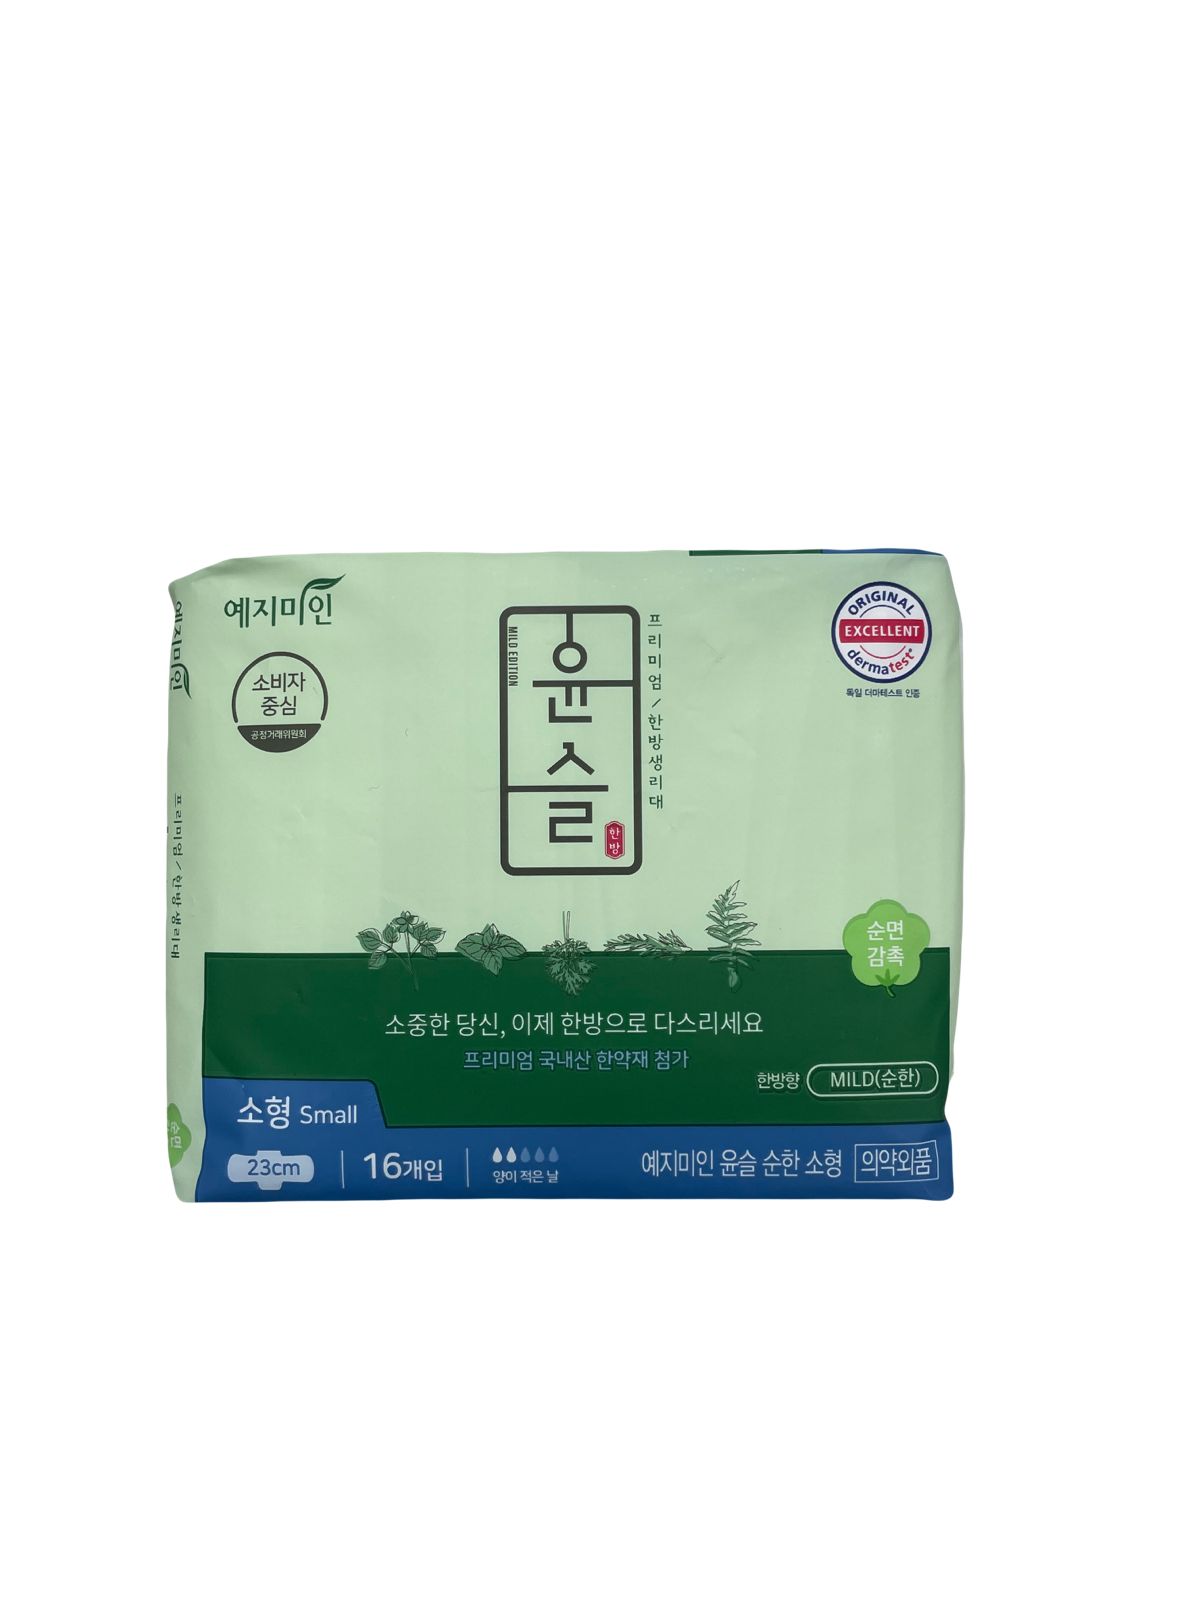 예지미인
소비자
중심
공정거래위원회
MILD EDITION
윤슬
한방
프리미엄/한방생리대
ORIGINAL
EXCELLENT
dermatest®
독일 더마테스트 인증
순면
감촉
소중한 당신, 이제 한방으로 다스리세요
프리미엄 국내산 한약재 첨가
한방향 MILD(순한)
소형 Small
23cm
16개입
양이 적은 날
예지미인 윤슬 순한 소형 의약외품
예지미인
프리미엄/한방생리대
순면